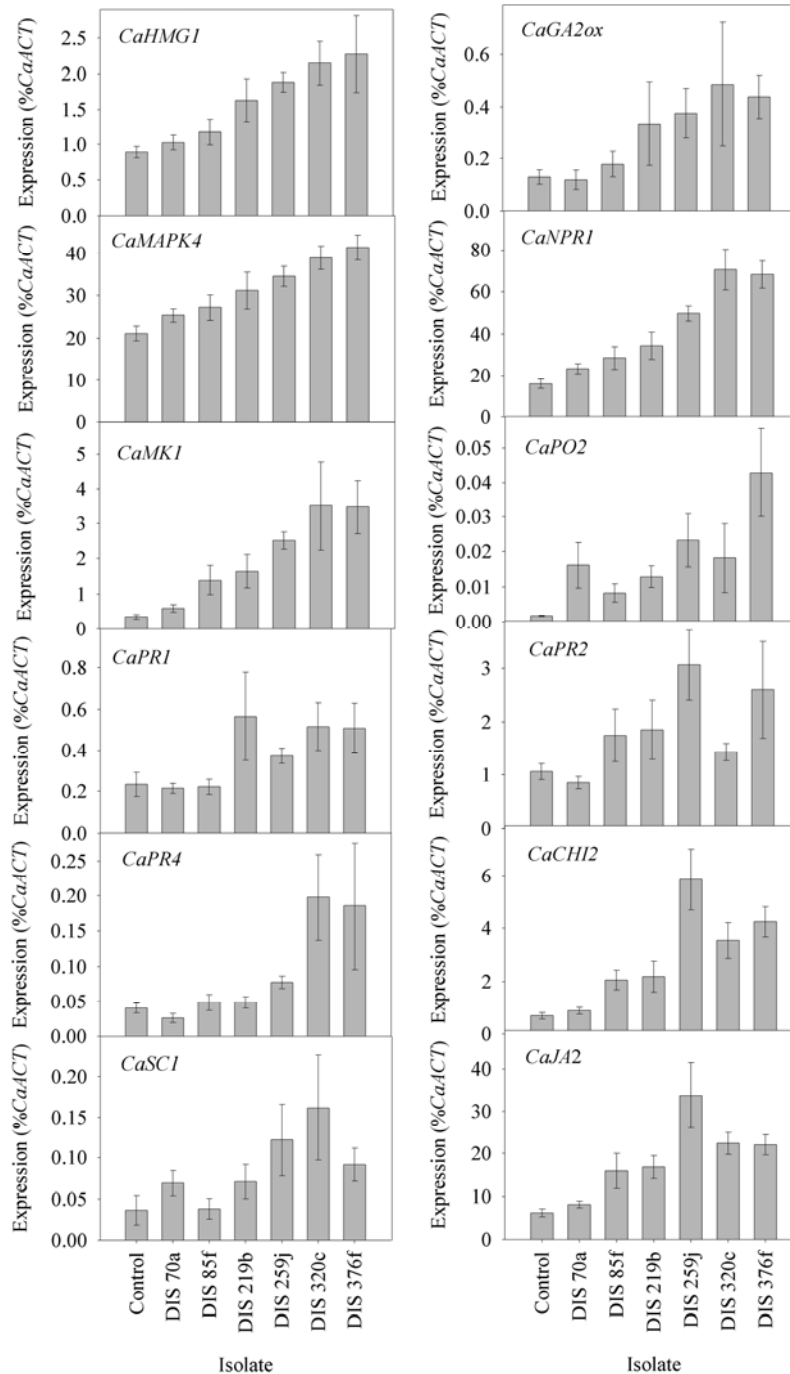 CaHMG1
Expression (%CaACT)
2.5
2.0
1.5
1.0
0.5
0.0
CaGA2ox
Expression (%CaACT)
0.6
0.4
0.2
0.0
CaMAPK4
Expression (%CaACT)
40
30
20
10
0
CaNPR1
Expression (%CaACT)
80
60
40
20
0
CaMK1
Expression (%CaACT)
5
4
3
2
1
0
CaPO2
Expression (%CaACT)
0.05
0.04
0.03
0.02
0.01
0.00
CaPR1
Expression (%CaACT)
0.8
0.6
0.4
0.2
0.0
CaPR2
Expression (%CaACT)
3
2
1
0
CaPR4
Expression (%CaACT)
0.25
0.20
0.15
0.10
0.05
0.00
CaCHI2
Expression (%CaACT)
6
4
2
0
CaSC1
Expression (%CaACT)
0.20
0.15
0.10
0.05
0.00
Control
DIS 70a
DIS 85f
DIS 219b
DIS 259j
DIS 320c
DIS 376f
Isolate
CaJA2
Expression (%CaACT)
40
30
20
10
0
Control
DIS 70a
DIS 85f
DIS 219b
DIS 259j
DIS 320c
DIS 376f
Isolate